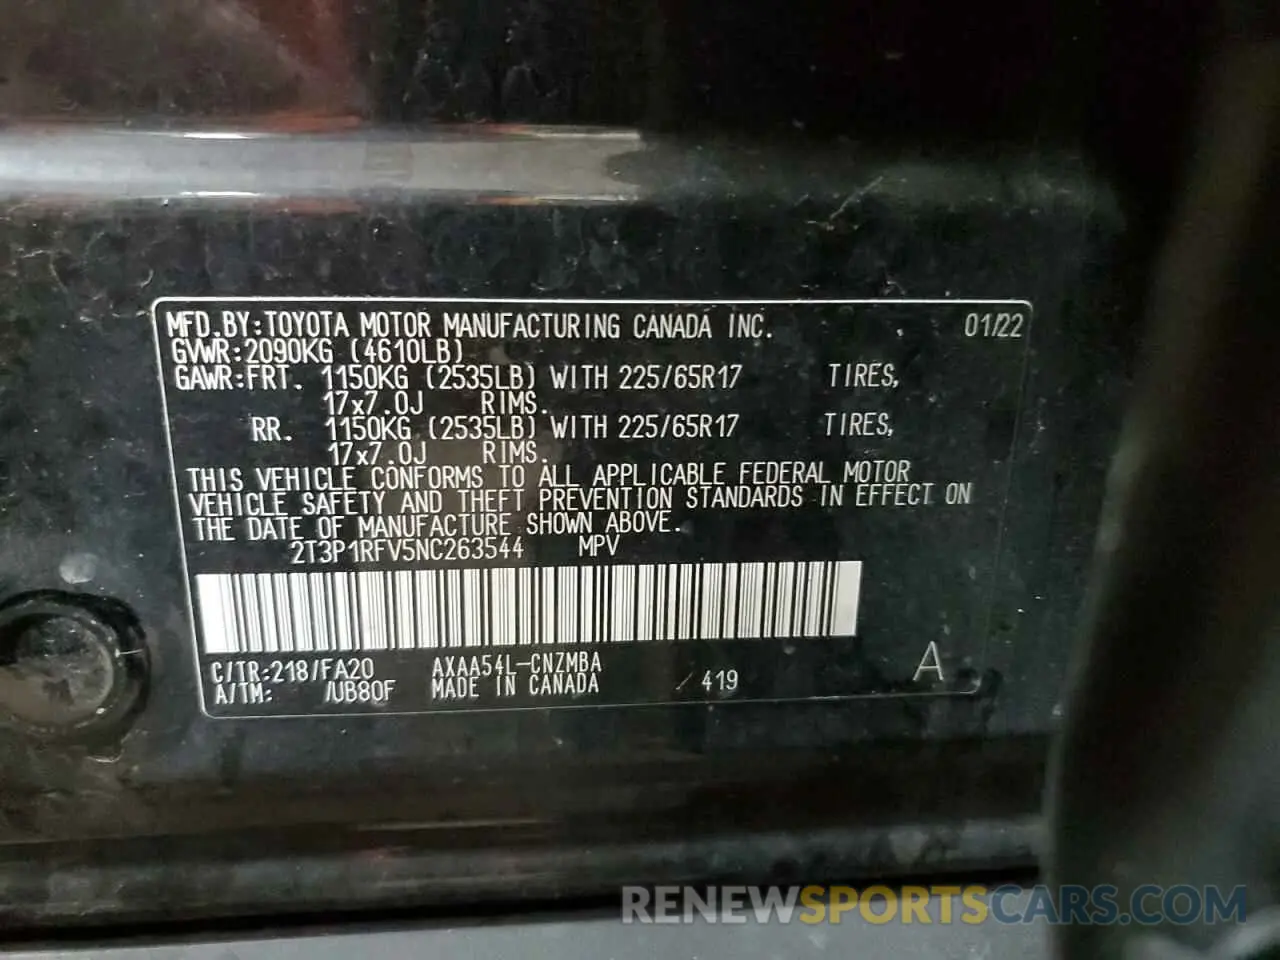 MFD.BY:TOYOTA MOTOR MANUFACTURING CANADA INC. 01/22
GVWR:2090KG (4610LB)
GAWR:FRT. 1150KG (2535LB) WITH 225/65R17 TIRES,
17x7.0J RIMS.
RR. 1150KG (2535LB) WITH 225/65R17 TIRES,
17x7.0J RIMS.
THIS VEHICLE CONFORMS TO ALL APPLICABLE FEDERAL MOTOR
VEHICLE SAFETY AND THEFT PREVENTION STANDARDS IN EFFECT ON
THE DATE OF MANUFACTURE SHOWN ABOVE.
2T3P1RFV5NC263544 MPV
C/TR:218/FA20 AXAA54L-CNZMBA
A/TM: /UB80F MADE IN CANADA / 419 A
RENEWSPORTSCARS.COM